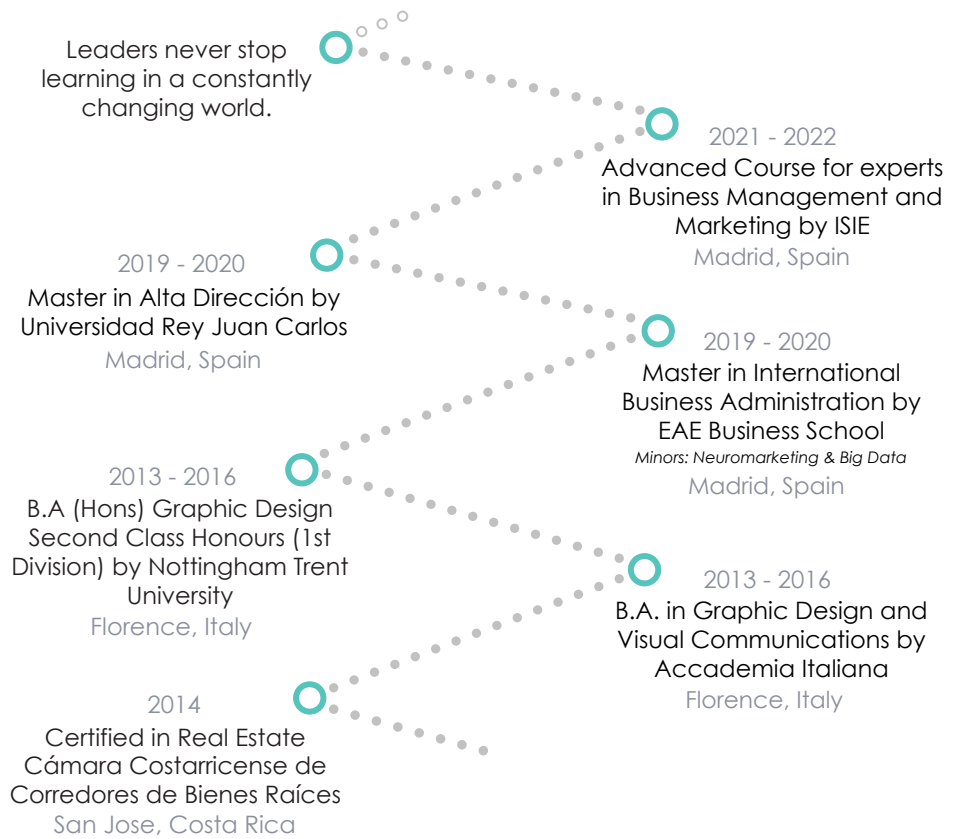 Leaders never stop
learning in a constantly
changing world.
2021 - 2022
Advanced Course for experts
in Business Management and
Marketing by ISIE
Madrid, Spain
2019 - 2020
Master in Alta Dirección by
Universidad Rey Juan Carlos
Madrid, Spain
2019 - 2020
Master in International
Business Administration by
EAE Business School
Minors: Neuromarketing & Big Data
Madrid, Spain
2013 - 2016
B.A (Hons) Graphic Design
Second Class Honours (1st
Division) by Nottingham Trent
University
Florence, Italy
2013 - 2016
B.A. in Graphic Design and
Visual Communications by
Accademia Italiana
Florence, Italy
2014
Certified in Real Estate
Cámara Costarricense de
Corredores de Bienes Raíces
San Jose, Costa Rica